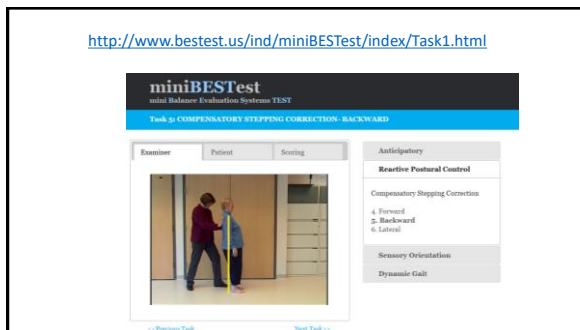 http://www.bestest.us/ind/miniBESTest/index/Task1.html
miniBESTest
mini Balance Evaluation Systems TEST
Task 5: COMPENSATORY STEPPING CORRECTION- BACKWARD
Examiner
Patient
Scoring
Anticipatory
Reactive Postural Control
Compensatory Stepping Correction
4. Forward
5. Backward
6. Lateral
Sensory Orientation
Dynamic Gait
<< Previous Task
Next Task >>